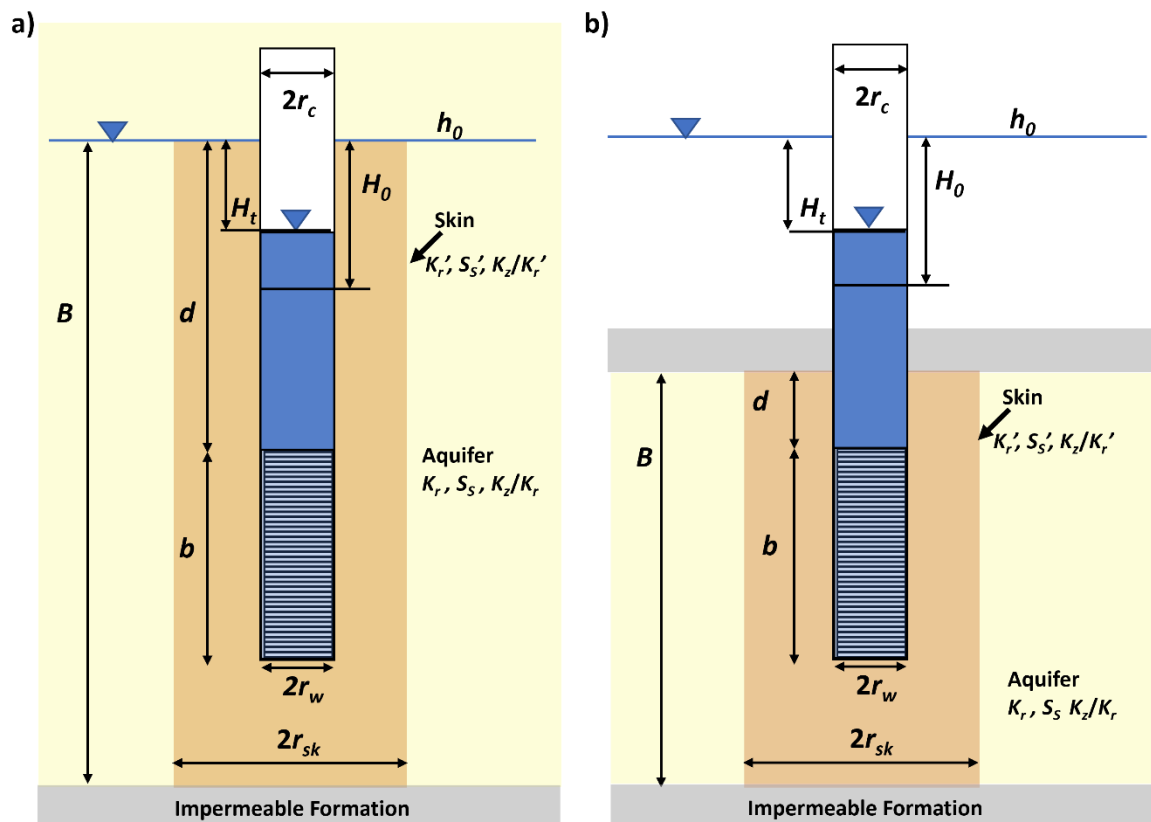 a)
2rc
h0
H0
Ht
Skin
Kr', SS', Kz/Kr'
B
d
Aquifer
Kr , SS , Kz/Kr
b
2rw
2rsk
Impermeable Formation
b)
2rc
h0
H0
Ht
d
Skin
Kr', SS', Kz/Kr'
B
b
Aquifer
Kr , SS Kz/Kr
2rw
2rsk
Impermeable Formation